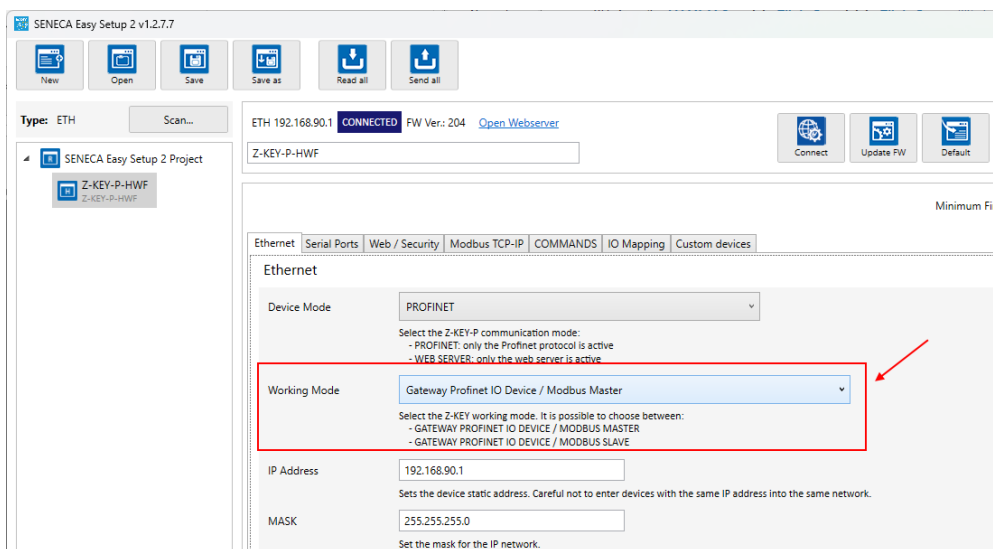 SENECA Easy Setup 2 v1.2.7.7
New Open Save Save as Read all Send all
Type: ETH Scan...
ETH 192.168.90.1 CONNECTED FW Ver.: 204 Open Webserver
Connect Update FW Default
Z-KEY-P-HWF
SENECA Easy Setup 2 Project
Z-KEY-P-HWF
Z-KEY-P-HWF
Minimum Fi
Ethernet Serial Ports Web / Security Modbus TCP-IP COMMANDS IO Mapping Custom devices
Ethernet
Device Mode PROFINET
Select the Z-KEY-P communication mode:
- PROFINET: only the Profinet protocol is active
- WEB SERVER: only the web server is active
Working Mode Gateway Profinet IO Device / Modbus Master
Select the Z-KEY working mode. It is possible to choose between:
- GATEWAY PROFINET IO DEVICE / MODBUS MASTER
- GATEWAY PROFINET IO DEVICE / MODBUS SLAVE
IP Address 192.168.90.1
Sets the device static address. Careful not to enter devices with the same IP address into the same network.
MASK 255.255.255.0
Set the mask for the IP network.